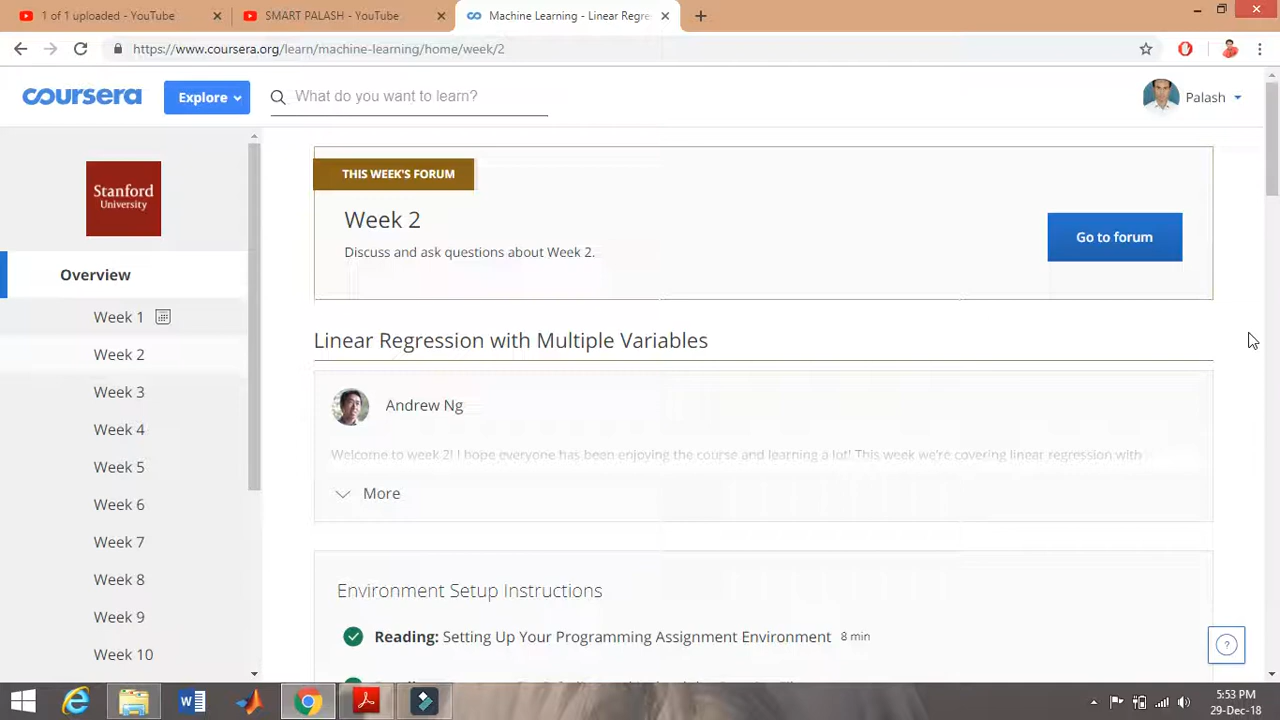 1 of 1 uploaded - YouTube
SMART PALASH - YouTube
Machine Learning - Linear Regre
https://www.coursera.org/learn/machine-learning/home/week/2
coursera
Explore
What do you want to learn?
Palash
Stanford
University
Overview
Week 1
Week 2
Week 3
Week 4
Week 5
Week 6
Week 7
Week 8
Week 9
Week 10
THIS WEEK'S FORUM
Week 2
Discuss and ask questions about Week 2.
Go to forum
Linear Regression with Multiple Variables
Andrew Ng
Welcome to week 2! I hope everyone has been enjoying the course and learning a lot! This week we're covering linear regression with
More
Environment Setup Instructions
Reading: Setting Up Your Programming Assignment Environment 8 min
5:53 PM
29-Dec-18